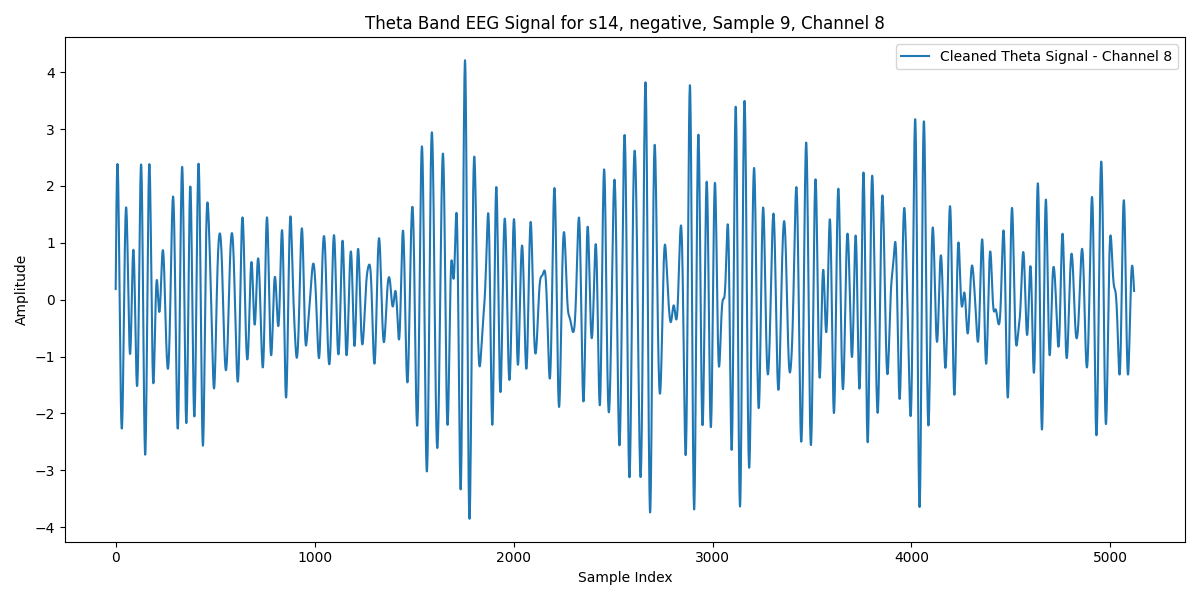 Theta Band EEG Signal for s14, negative, Sample 9, Channel 8
Cleaned Theta Signal - Channel 8
Amplitude
4
3
2
1
0
−1
−2
−3
−4
0 1000 2000 3000 4000 5000
Sample Index